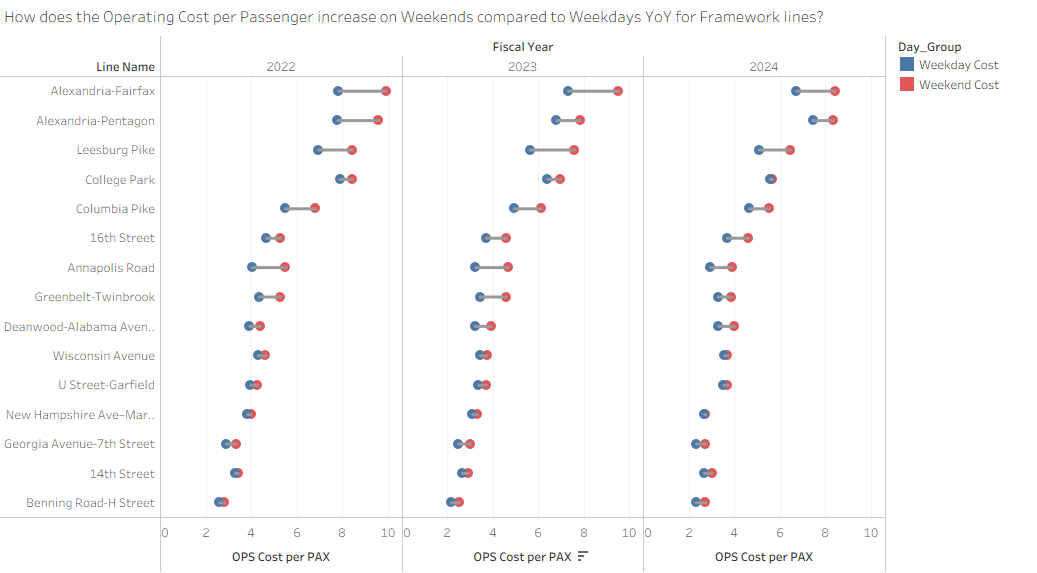 How does the Operating Cost per Passenger increase on Weekends compared to Weekdays YoY for Framework lines?
Fiscal Year
Line Name
2022
2023
2024
Alexandria-Fairfax
Alexandria-Pentagon
Leesburg Pike
College Park
Columbia Pike
16th Street
Annapolis Road
Greenbelt-Twinbrook
Deanwood-Alabama Aven..
Wisconsin Avenue
U Street-Garfield
New Hampshire Ave–Mar..
Georgia Avenue-7th Street
14th Street
Benning Road-H Street
0 2 4 6 8 10
0 2 4 6 8 10
0 2 4 6 8 10
OPS Cost per PAX
OPS Cost per PAX
OPS Cost per PAX
Day_Group
Weekday Cost
Weekend Cost